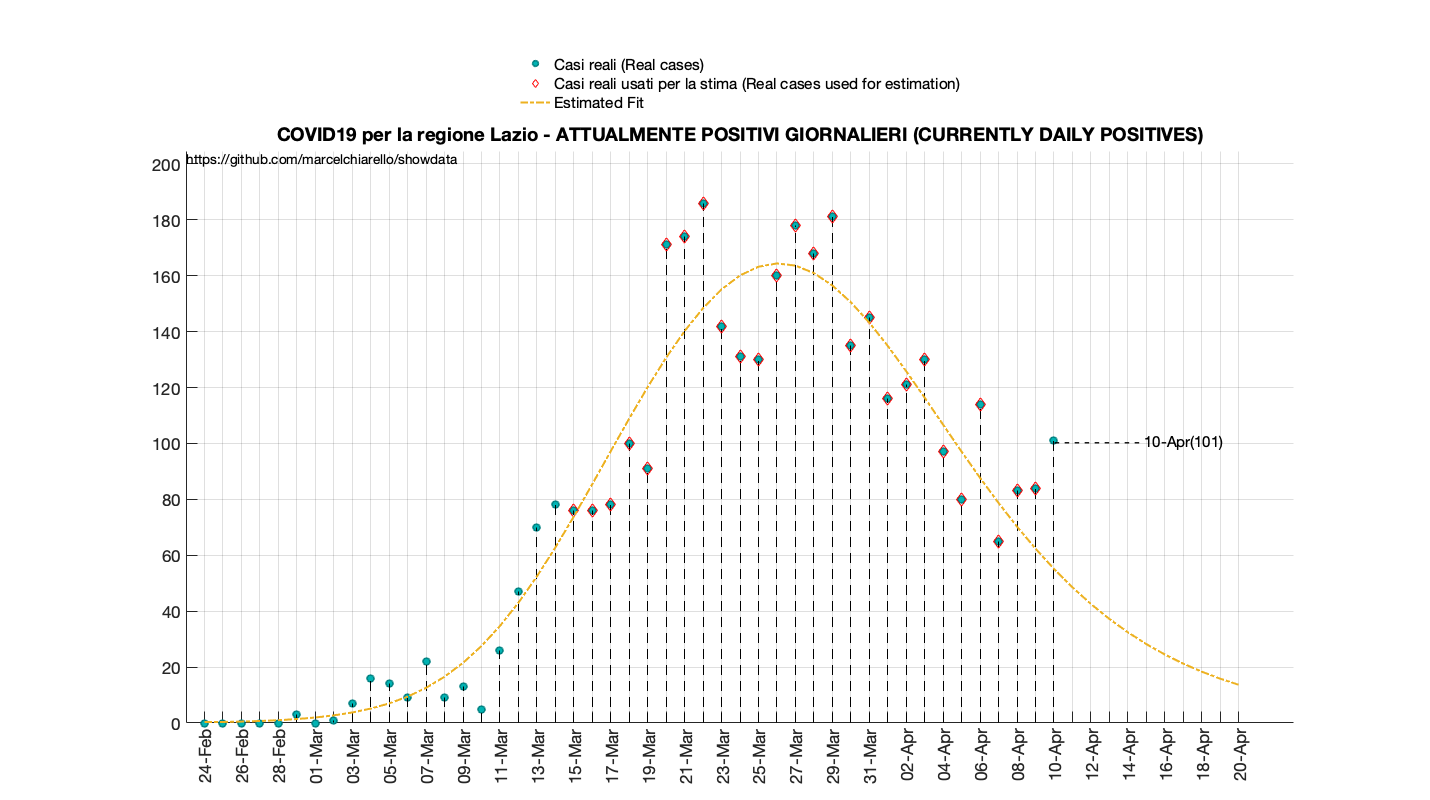 Casi reali (Real cases)
Casi reali usati per la stima (Real cases used for estimation)
Estimated Fit
COVID19 per la regione Lazio - ATTUALMENTE POSITIVI GIORNALIERI (CURRENTLY DAILY POSITIVES)
https://github.com/marcelchiarello/showdata
200
180
160
140
120
100
80
60
40
20
0
10-Apr(101)
24-Feb
26-Feb
28-Feb
01-Mar
03-Mar
05-Mar
07-Mar
09-Mar
11-Mar
13-Mar
15-Mar
17-Mar
19-Mar
21-Mar
23-Mar
25-Mar
27-Mar
29-Mar
31-Mar
02-Apr
04-Apr
06-Apr
08-Apr
10-Apr
12-Apr
14-Apr
16-Apr
18-Apr
20-Apr